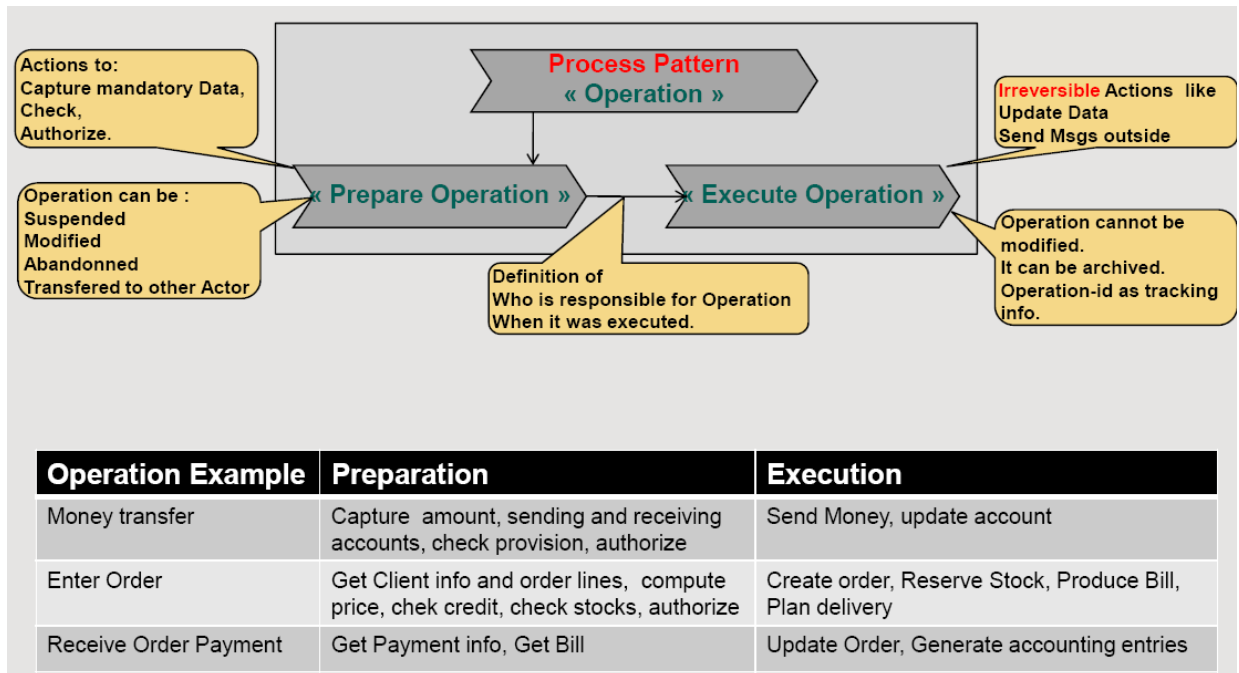 Process Pattern
« Operation »
Actions to:
Capture mandatory Data,
Check,
Authorize.
Irreversible Actions like
Update Data
Send Msgs outside
« Prepare Operation »
« Execute Operation »
Operation can be :
Suspended
Modified
Abandonned
Transfered to other Actor
Definition of
Who is responsible for Operation
When it was executed.
Operation cannot be
modified.
It can be archived.
Operation-id as tracking
info.
Operation Example
Preparation
Execution
Money transfer
Capture amount, sending and receiving
accounts, check provision, authorize
Send Money, update account
Enter Order
Get Client info and order lines, compute
price, chek credit, check stocks, authorize
Create order, Reserve Stock, Produce Bill,
Plan delivery
Receive Order Payment
Get Payment info, Get Bill
Update Order, Generate accounting entries